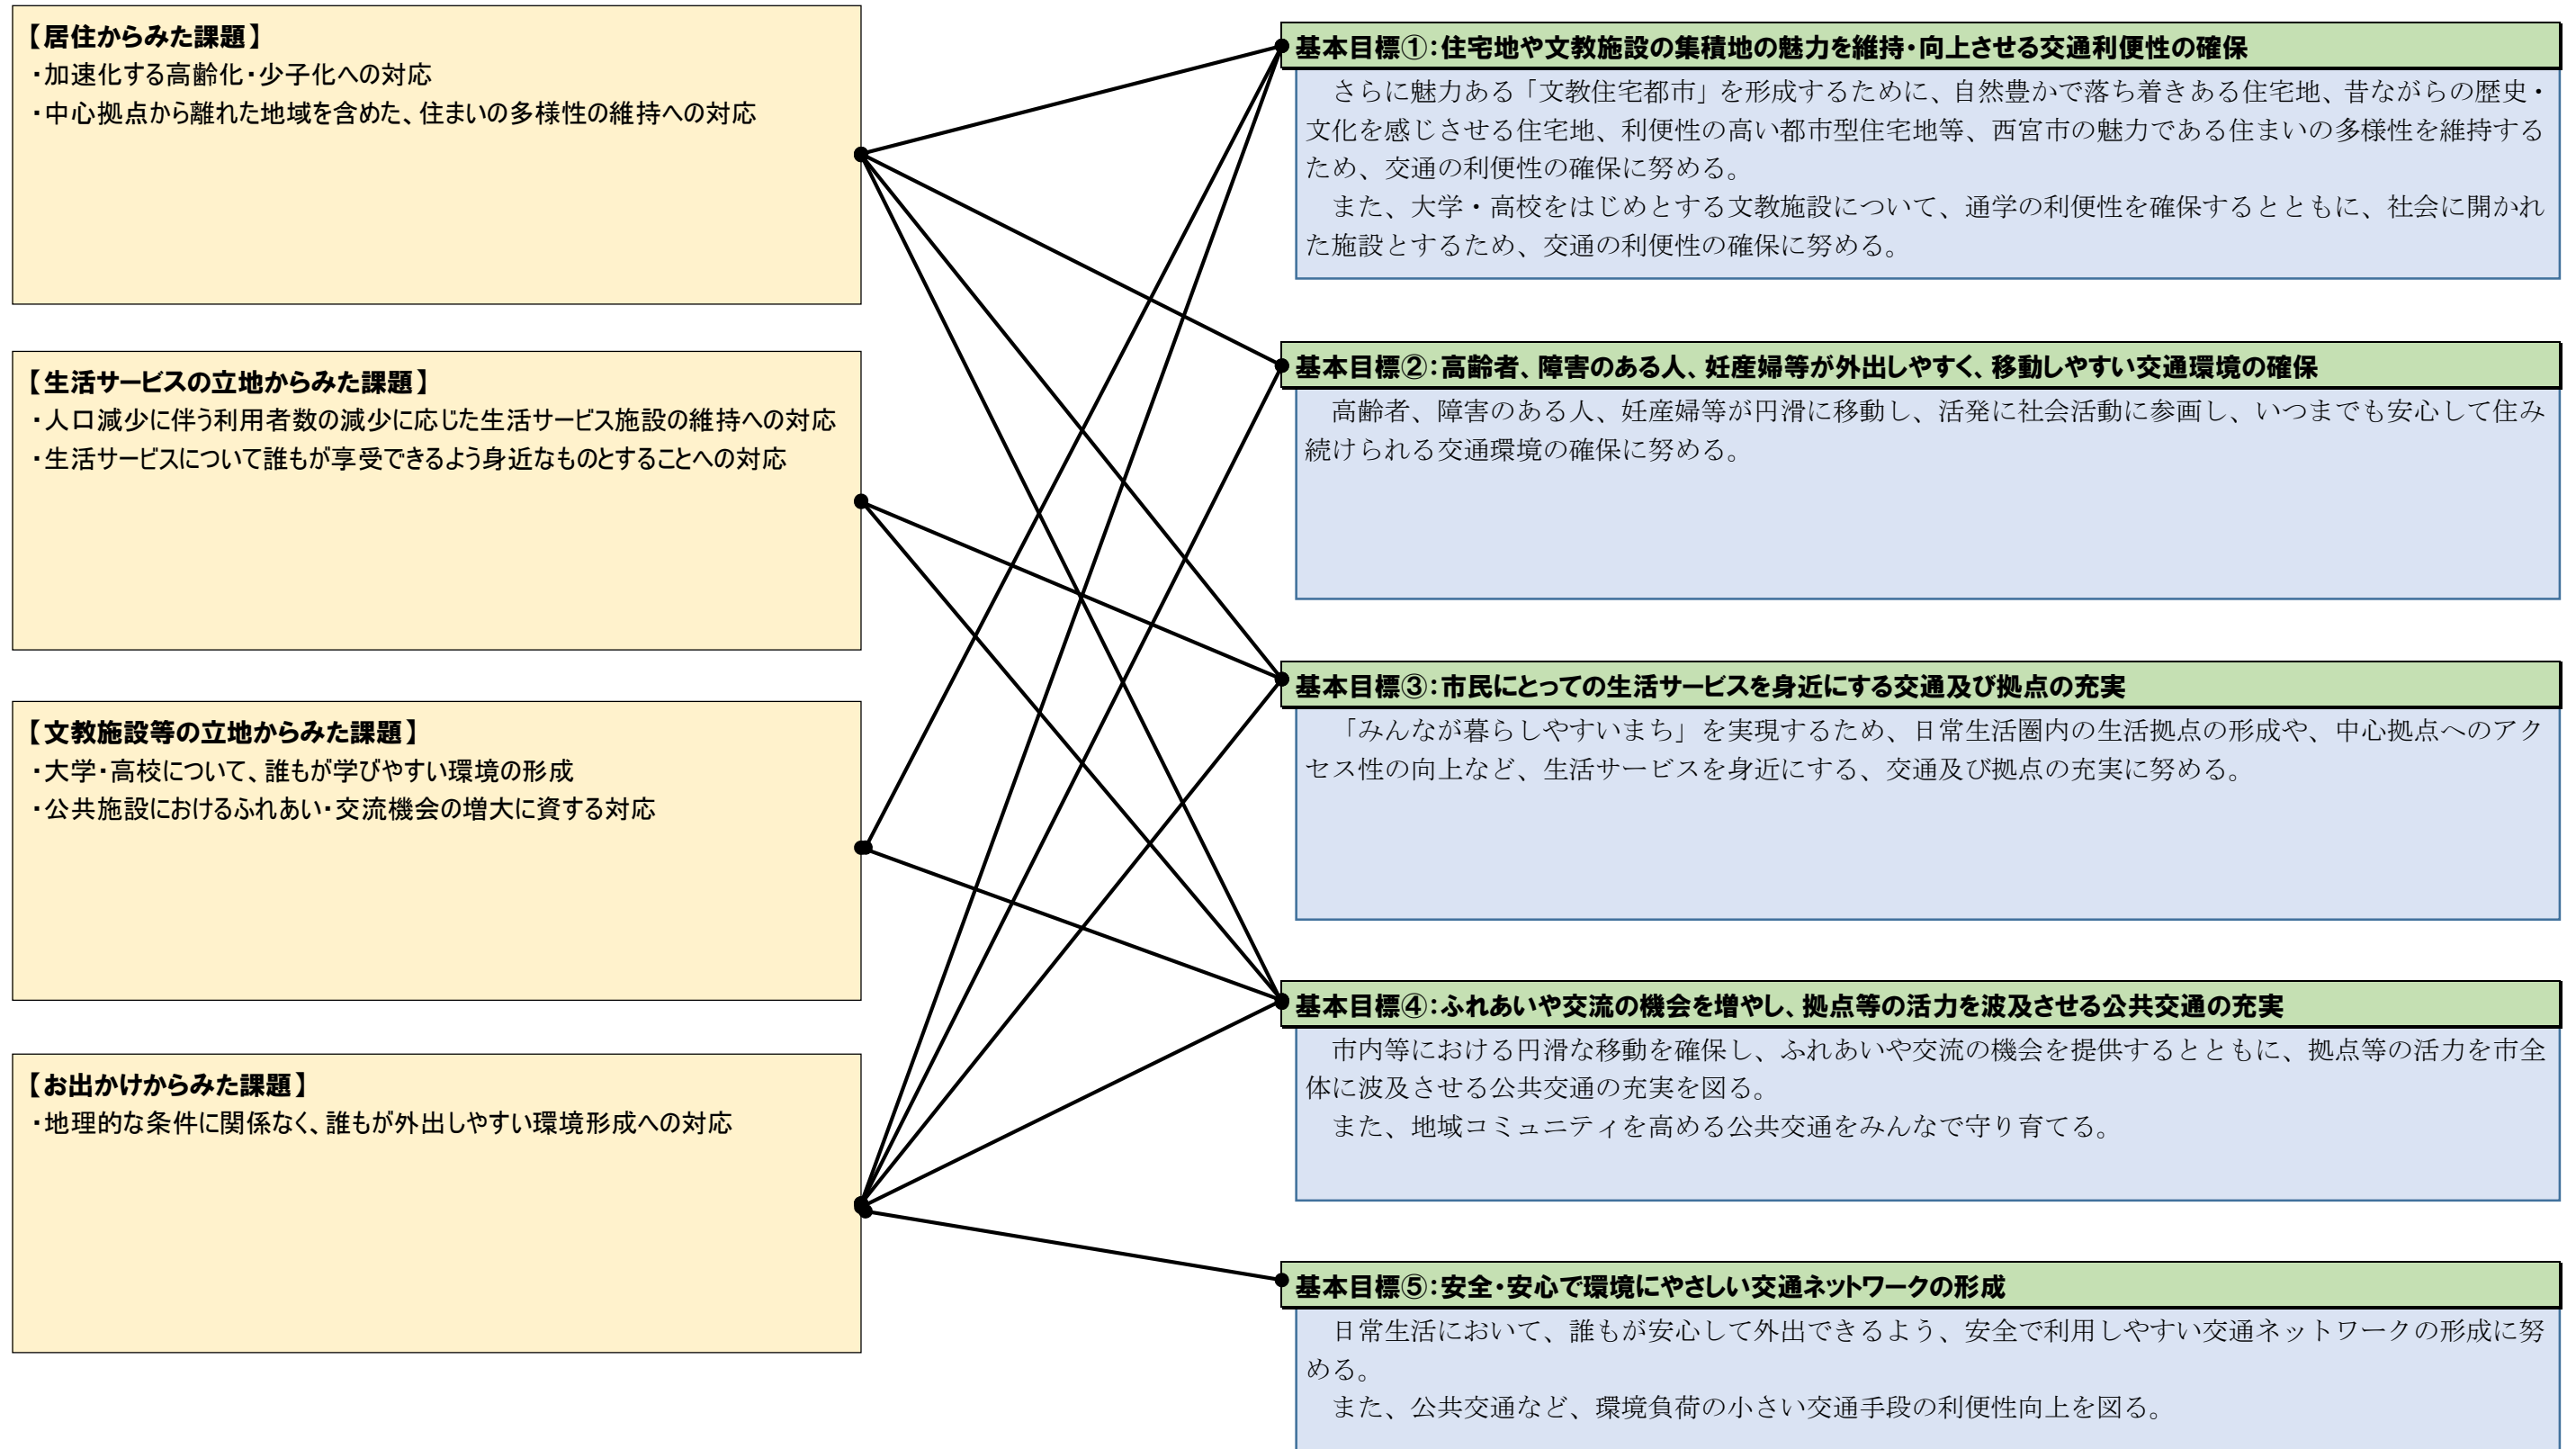 【居住からみた課題】
・加速化する高齢化・少子化への対応
・中心拠点から離れた地域を含めた、住まいの多様性の維持への対応
【生活サービスの立地からみた課題】
・人口減少に伴う利用者数の減少に応じた生活サービス施設の維持への対応
・生活サービスについて誰もが享受できるよう身近なものとすることへの対応
【文教施設等の立地からみた課題】
・大学・高校について、誰もが学びやすい環境の形成
・公共施設におけるふれあい・交流機会の増大に資する対応
【お出かけからみた課題】
・地理的な条件に関係なく、誰もが外出しやすい環境形成への対応
基本目標①：住宅地や文教施設の集積地の魅力を維持・向上させる交通利便性の確保
さらに魅力ある「文教住宅都市」を形成するために、自然豊かで落ち着きある住宅地、昔ながらの歴史・
文化を感じさせる住宅地、利便性の高い都市型住宅地等、西宮市の魅力である住まいの多様性を維持する
ため、交通の利便性の確保に努める。
また、大学・高校をはじめとする文教施設について、通学の利便性を確保するとともに、社会に開かれ
た施設とするため、交通の利便性の確保に努める。
基本目標②：高齢者、障害のある人、妊産婦等が外出しやすく、移動しやすい交通環境の確保
高齢者、障害のある人、妊産婦等が円滑に移動し、活発に社会活動に参画し、いつまでも安心して住み
続けられる交通環境の確保に努める。
基本目標③：市民にとっての生活サービスを身近にする交通及び拠点の充実
「みんなが暮らしやすいまち」を実現するため、日常生活圏内の生活拠点の形成や、中心拠点へのアク
セス性の向上など、生活サービスを身近にする、交通及び拠点の充実に努める。
基本目標④：ふれあいや交流の機会を増やし、拠点等の活力を波及させる公共交通の充実
市内等における円滑な移動を確保し、ふれあいや交流の機会を提供するとともに、拠点等の活力を市全
体に波及させる公共交通の充実を図る。
また、地域コミュニティを高める公共交通をみんなで守り育てる。
基本目標⑤：安全・安心で環境にやさしい交通ネットワークの形成
日常生活において、誰もが安心して外出できるよう、安全で利用しやすい交通ネットワークの形成に努
める。
また、公共交通など、環境負荷の小さい交通手段の利便性向上を図る。